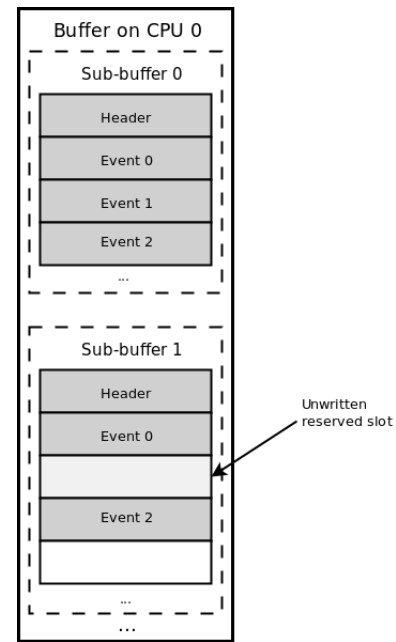 Buffer on CPU 0
Sub-buffer 0
Header
Event 0
Event 1
Event 2
...
Sub-buffer 1
Header
Event 0
Unwritten
reserved slot
Event 2
...
...